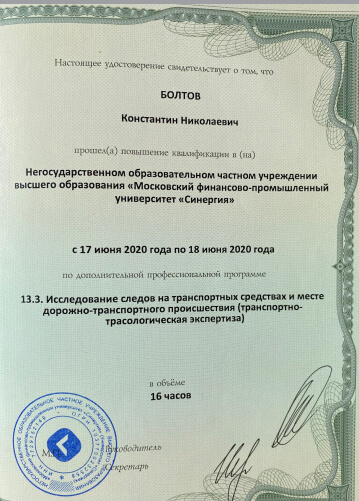 Настоящее удостоверение свидетельствует о том, что
БОЛТОВ
Константин Николаевич
прошел(а) повышение квалификации в (на)
Негосударственном образовательном частном учреждении
высшего образования «Московский финансово-промышленный
университет «Синергия»
с 17 июня 2020 года по 18 июня 2020 года
по дополнительной профессиональной программе
13.3. Исследование следов на транспортных средствах и месте
дорожно-транспортного происшествия (транспортно-
трасологическая экспертиза)
в объёме
16 часов
Руководитель
Секретарь